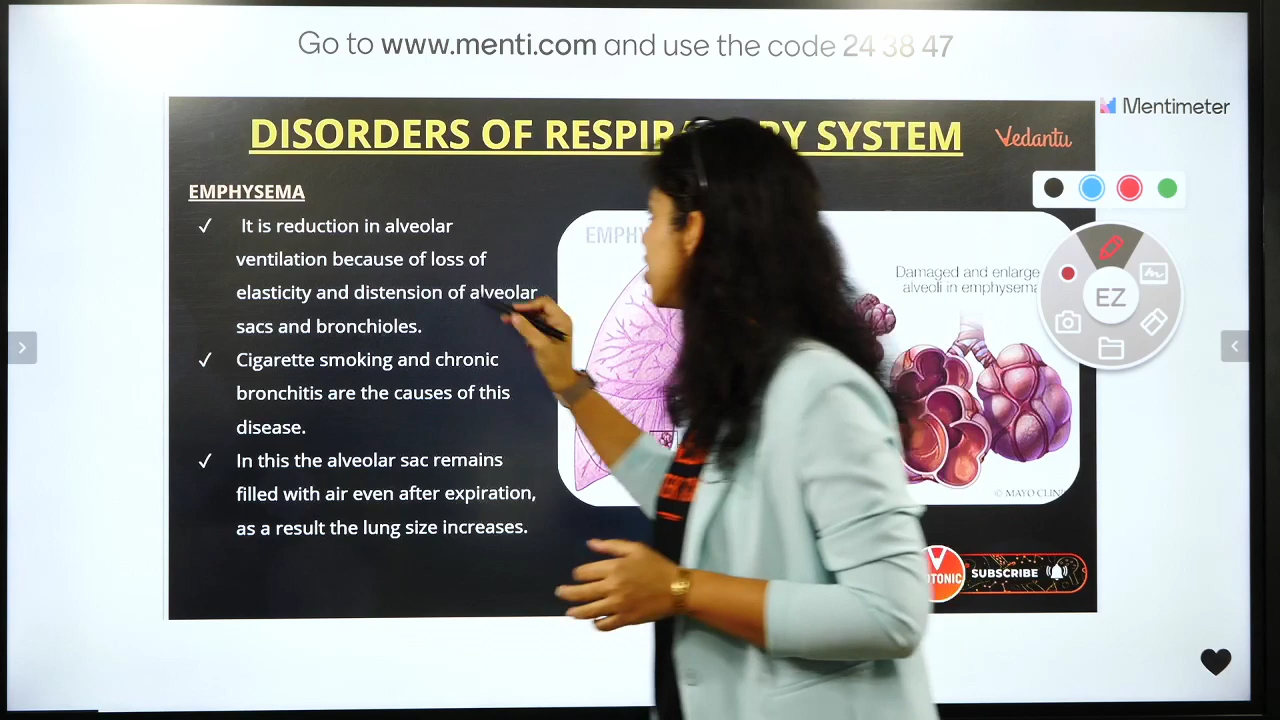 Go to www.menti.com and use the code 24 38 47
Mentimeter
DISORDERS OF SYSTEM
Vedantu
EMPHYSEMA
✓ It is reduction in alveolar
ventilation because of loss of
elasticity and distension of alveolar
sacs and bronchioles.
✓ Cigarette smoking and chronic
bronchitis are the causes of this
disease.
✓ In this the alveolar sac remains
filled with air even after expiration,
as a result the lung size increases.
Damaged and
alveoli in
© MAYO
EZ
SUBSCRIBE